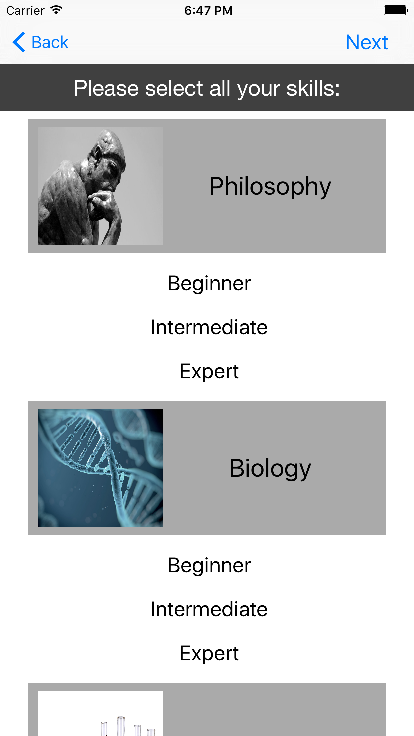 Carrier 6:47 PM
Back Next
Please select all your skills:
Philosophy
Beginner
Intermediate
Expert
Biology
Beginner
Intermediate
Expert